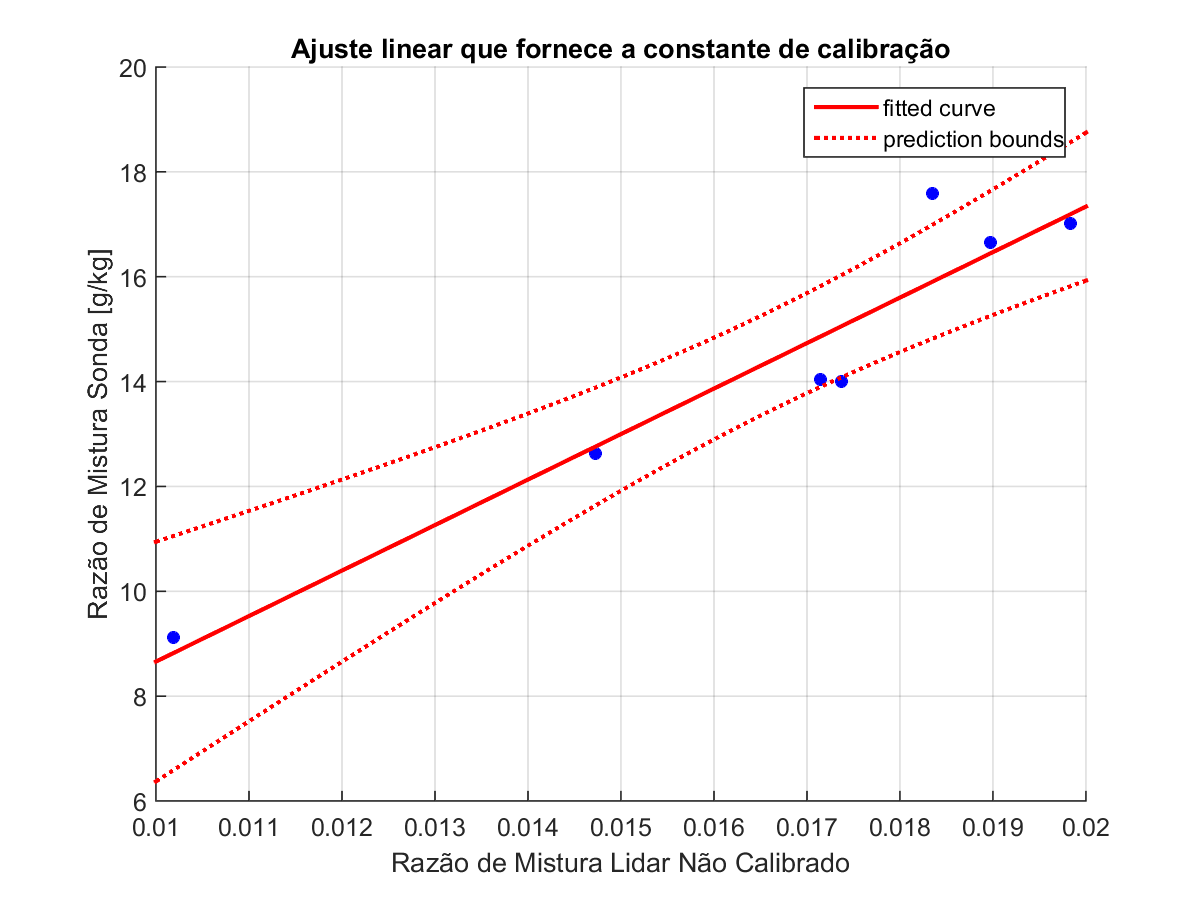 Ajuste linear que fornece a constante de calibração
20
18
16
14
12
10
8
6
Razão de Mistura Sonda [g/kg]
fitted curve
prediction bounds
0.01 0.011 0.012 0.013 0.014 0.015 0.016 0.017 0.018 0.019 0.02
Razão de Mistura Lidar Não Calibrado